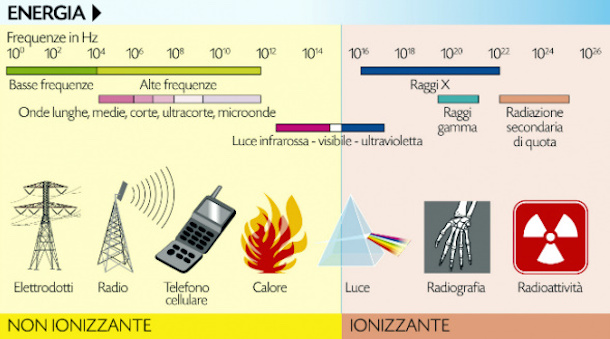 ENERGIA
Frequenze in Hz
10⁰ 10² 10⁴ 10⁶ 10⁸ 10¹⁰ 10¹² 10¹⁴ 10¹⁶ 10¹⁸ 10²⁰ 10²² 10²⁴ 10²⁶
Basse frequenze Alte frequenze Raggi X
Onde lunghe, medie, corte, ultracorte, microonde
Raggi
gamma
Radiazione
secondaria
di quota
Luce infrarossa - visibile - ultravioletta
Elettrodotti Radio Telefono
cellulare
Calore Luce Radiografia Radioattività
NON IONIZZANTE IONIZZANTE